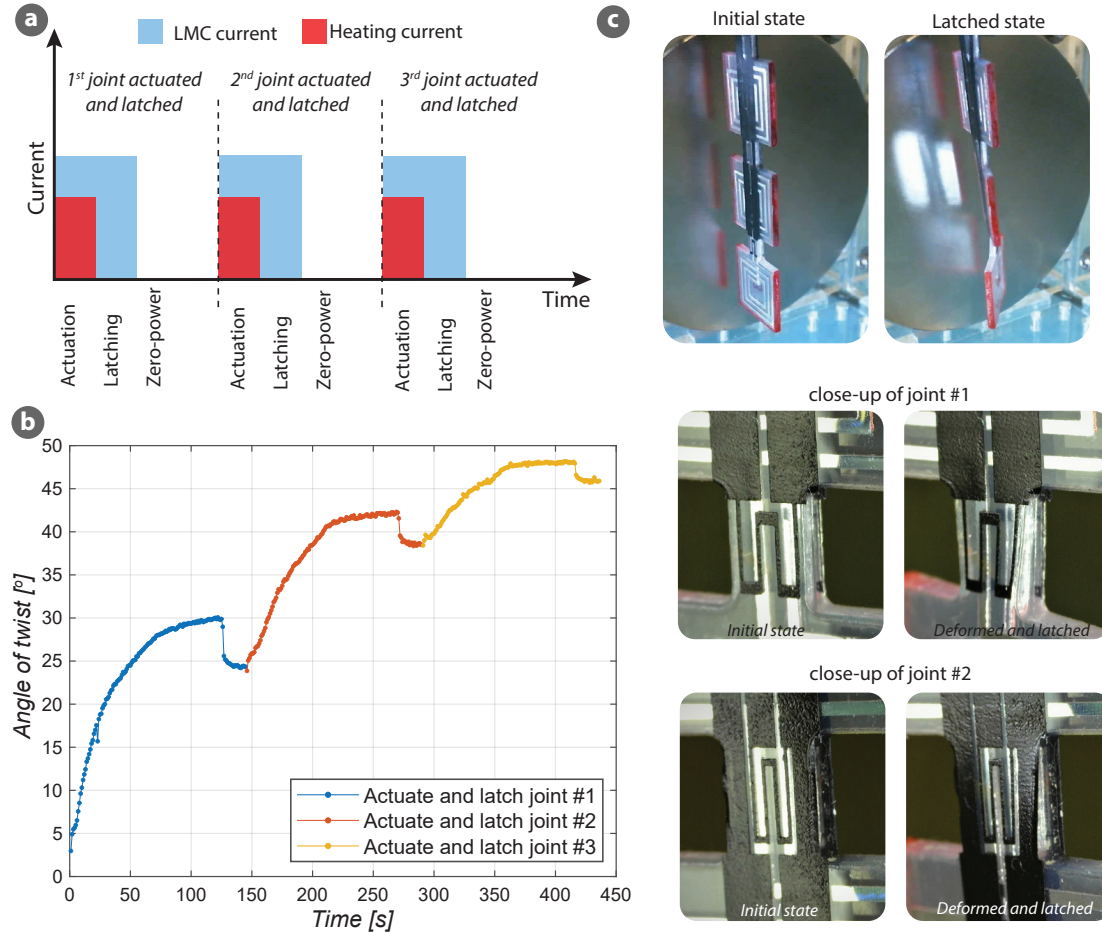 a
LMC current
Heating current
1st joint actuated
and latched
2nd joint actuated
and latched
3rd joint actuated
and latched
Current
Time
Actuation
Latching
Zero-power
Actuation
Latching
Zero-power
Actuation
Latching
Zero-power
b
50
45
40
35
30
25
20
15
10
5
0
Angle of twist [º]
0
50
100
150
200
250
300
350
400
450
Time [s]
Actuate and latch joint #1
Actuate and latch joint #2
Actuate and latch joint #3
c
Initial state
Latched state
close-up of joint #1
Initial state
Deformed and latched
close-up of joint #2
Initial state
Deformed and latched